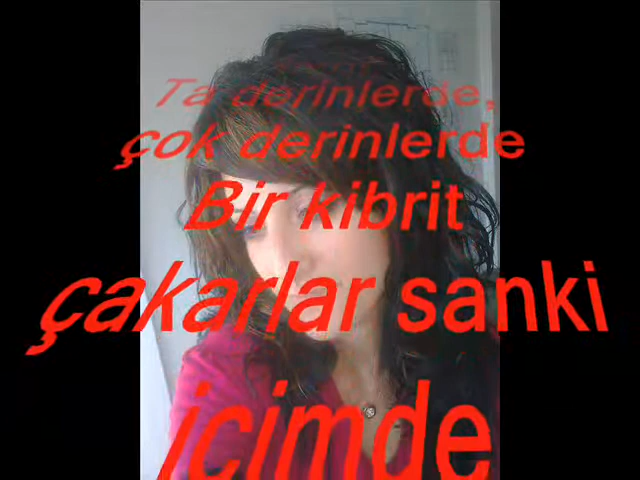 Ta derinlerde,
çok derinlerde
Bir kibrit
çakarlar sanki
içimde